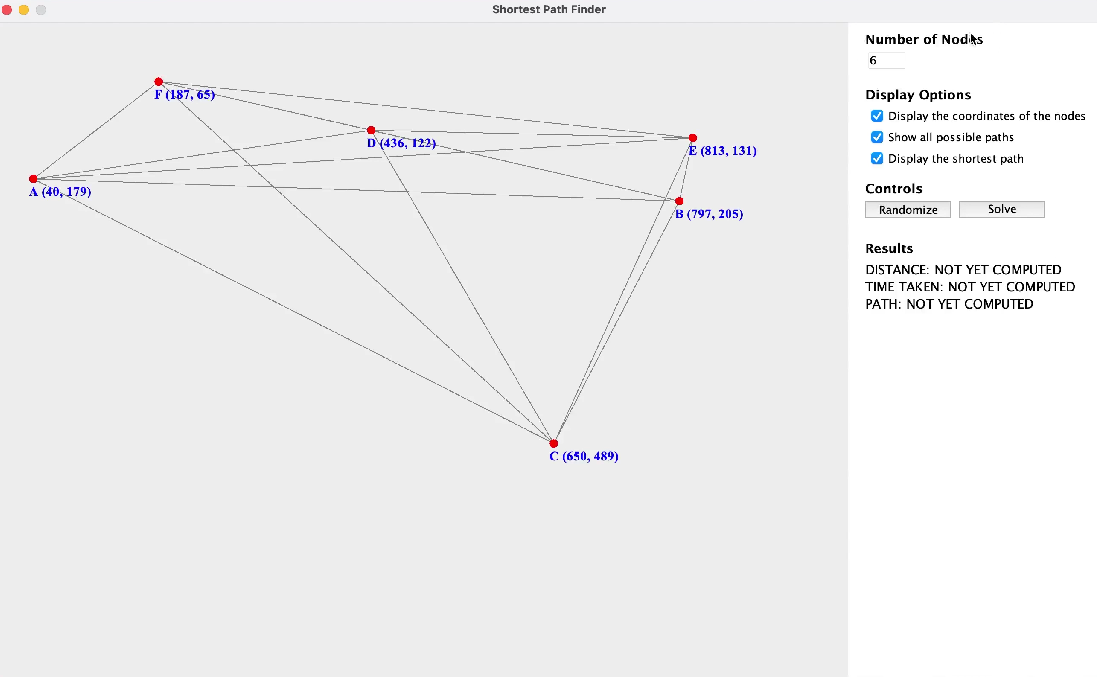 Shortest Path Finder
F (187, 65)
D (436, 122)
E (813, 131)
A (40, 179)
B (797, 205)
C (650, 489)
Number of Nodes
6
Display Options
Display the coordinates of the nodes
Show all possible paths
Display the shortest path
Controls
Randomize Solve
Results
DISTANCE: NOT YET COMPUTED
TIME TAKEN: NOT YET COMPUTED
PATH: NOT YET COMPUTED